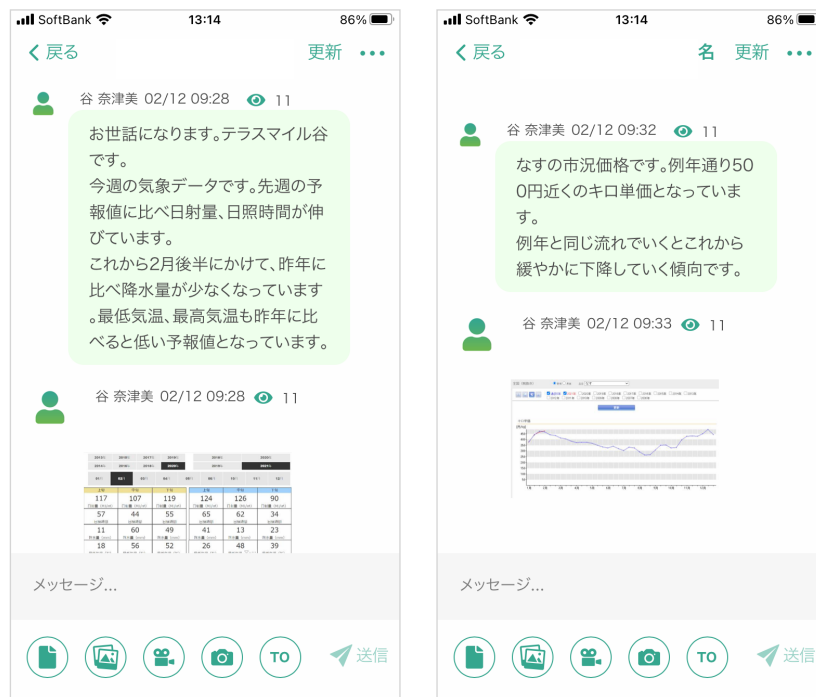 SoftBank
13:14
86%
戻る
更新
谷 奈津美 02/12 09:28
11
お世話になります。テラスマイル谷
です。
今週の気象データです。先週の予
報値に比べ日射量、日照時間が伸
びています。
これから2月後半にかけて、昨年に
比べ降水量が少なくなっています
。最低気温、最高気温も昨年に比
べると低い予報値となっています。
谷 奈津美 02/12 09:28
11
117 107 119 124 126 90
57 44 55 65 62 34
11 60 49 41 13 23
18 56 52 26 48 39
メッセージ...
TO
送信
SoftBank
13:14
86%
戻る
名
更新
谷 奈津美 02/12 09:32
11
なすの市況価格です。例年通り50
0円近くのキロ単価となっていま
す。
例年と同じ流れでいくとこれから
緩やかに下降していく傾向です。
谷 奈津美 02/12 09:33
11
メッセージ...
TO
送信